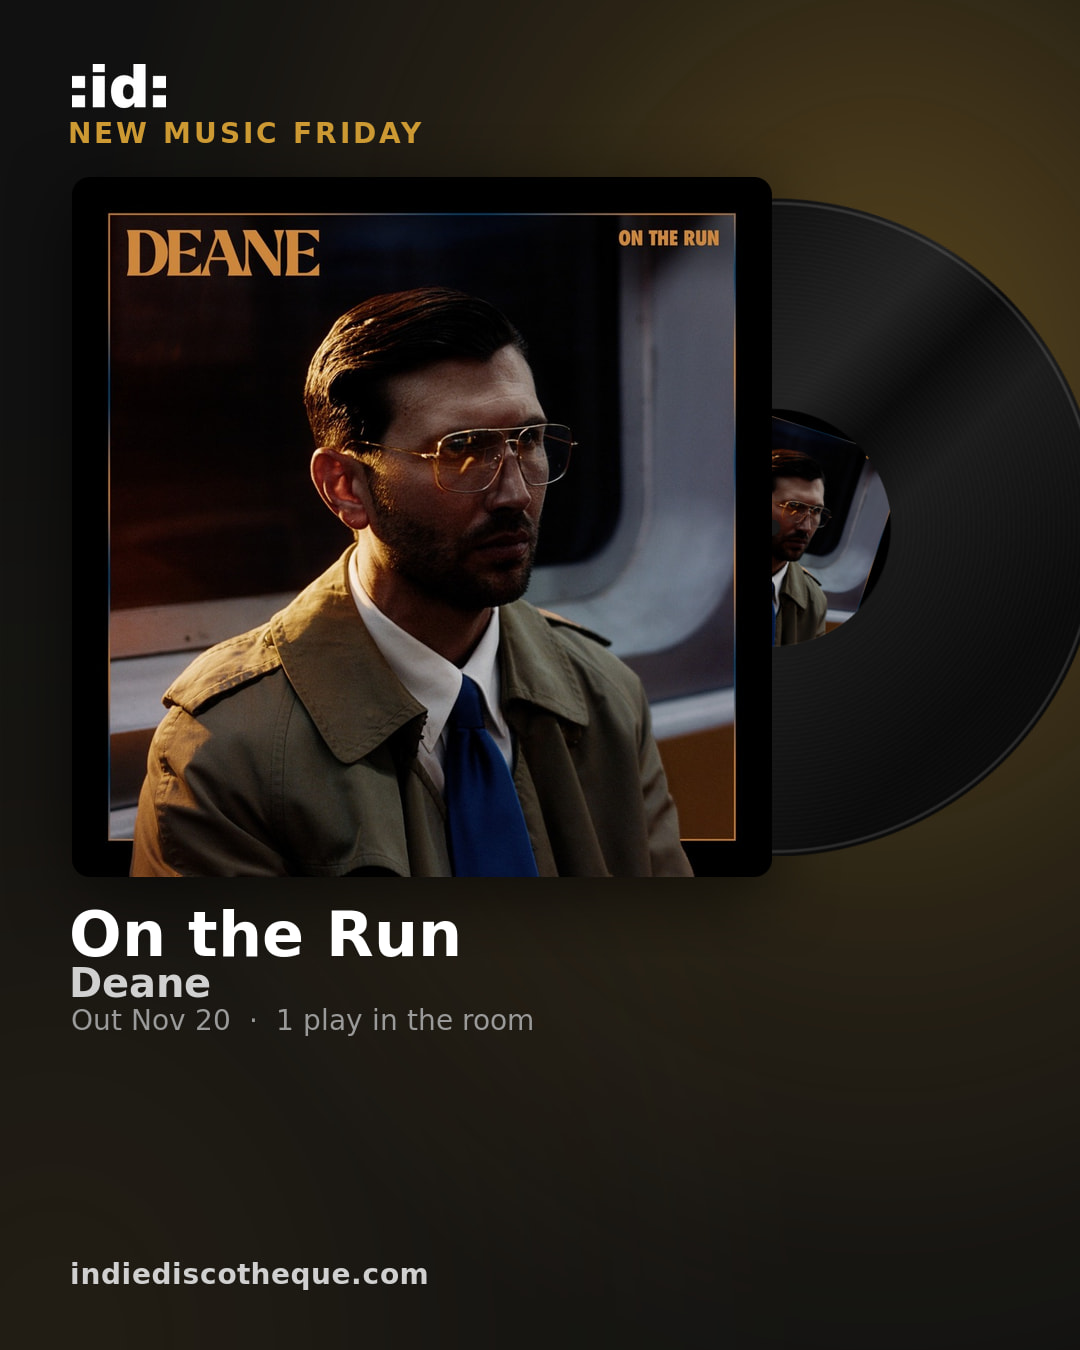 :id:
NEW MUSIC FRIDAY
DEANE
ON THE RUN
On the Run
Deane
Out Nov 20 · 1 play in the room
indiediscotheque.com